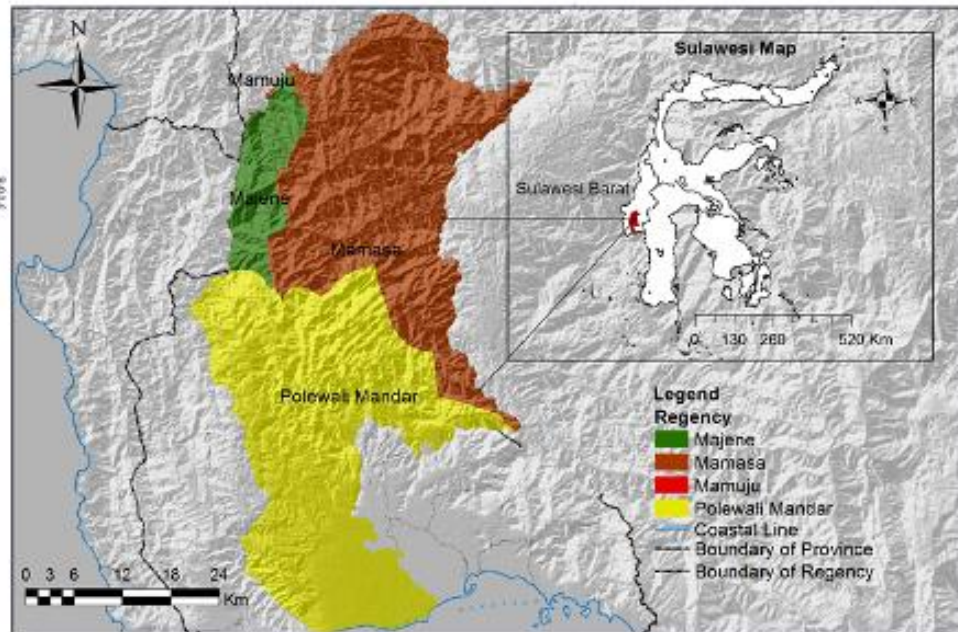 N
Mamuju
Majene
Mamasa
Polewali Mandar
Sulawesi Map
Sulawesi Barat
0 130 260 520 Km
Legend
Regency
Majene
Mamasa
Mamuju
Polewali Mandar
Coastal Line
Boundary of Province
Boundary of Regency
0 3 6 12 18 24
Km